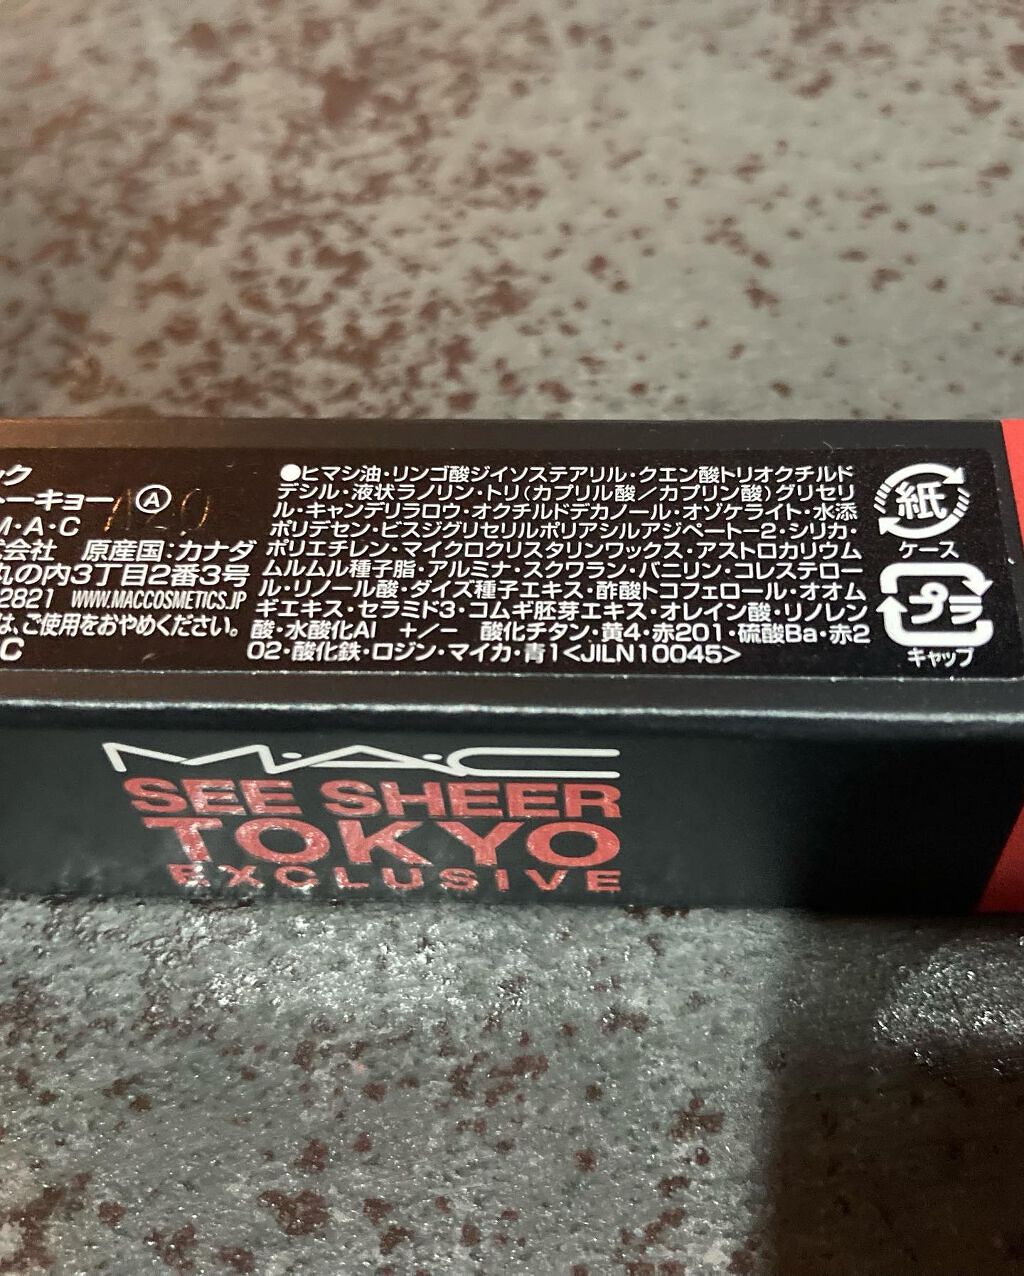 ック
トーキョー Ⓐ A29
M・A・C
式会社 原産国:カナダ
丸の内3丁目2番3号
2821 WWW.MACCOSMETICS.JP
は、ご使用をおやめください。
C
●ヒマシ油・リンゴ酸ジイソステアリル・クエン酸トリオクチルド
デシル・液状ラノリン・トリ(カプリル酸/カプリン酸)グリセリ
ル・キャンデリラロウ・オクチルドデカノール・オゾケライト・水添
ポリデセン・ビスジグリセリルポリアシルアジペート-2・シリカ・
ポリエチレン・マイクロクリスタリンワックス・アストロカリウム
ムルムル種子脂・アルミナ・スクワラン・バニリン・コレステロー
ル・リノール酸・ダイズ種子エキス・酢酸トコフェロール・オオム
ギエキス・セラミド3・コムギ胚芽エキス・オレイン酸・リノレン
酸・水酸化Al +/− 酸化チタン・黄4・赤201・硫酸Ba・赤2
02・酸化鉄・ロジン・マイカ・青1<JILN10045>
紙
ケース
プラ
キャップ
M·A·C
SEE SHEER
TOKYO
EXCLUSIVE